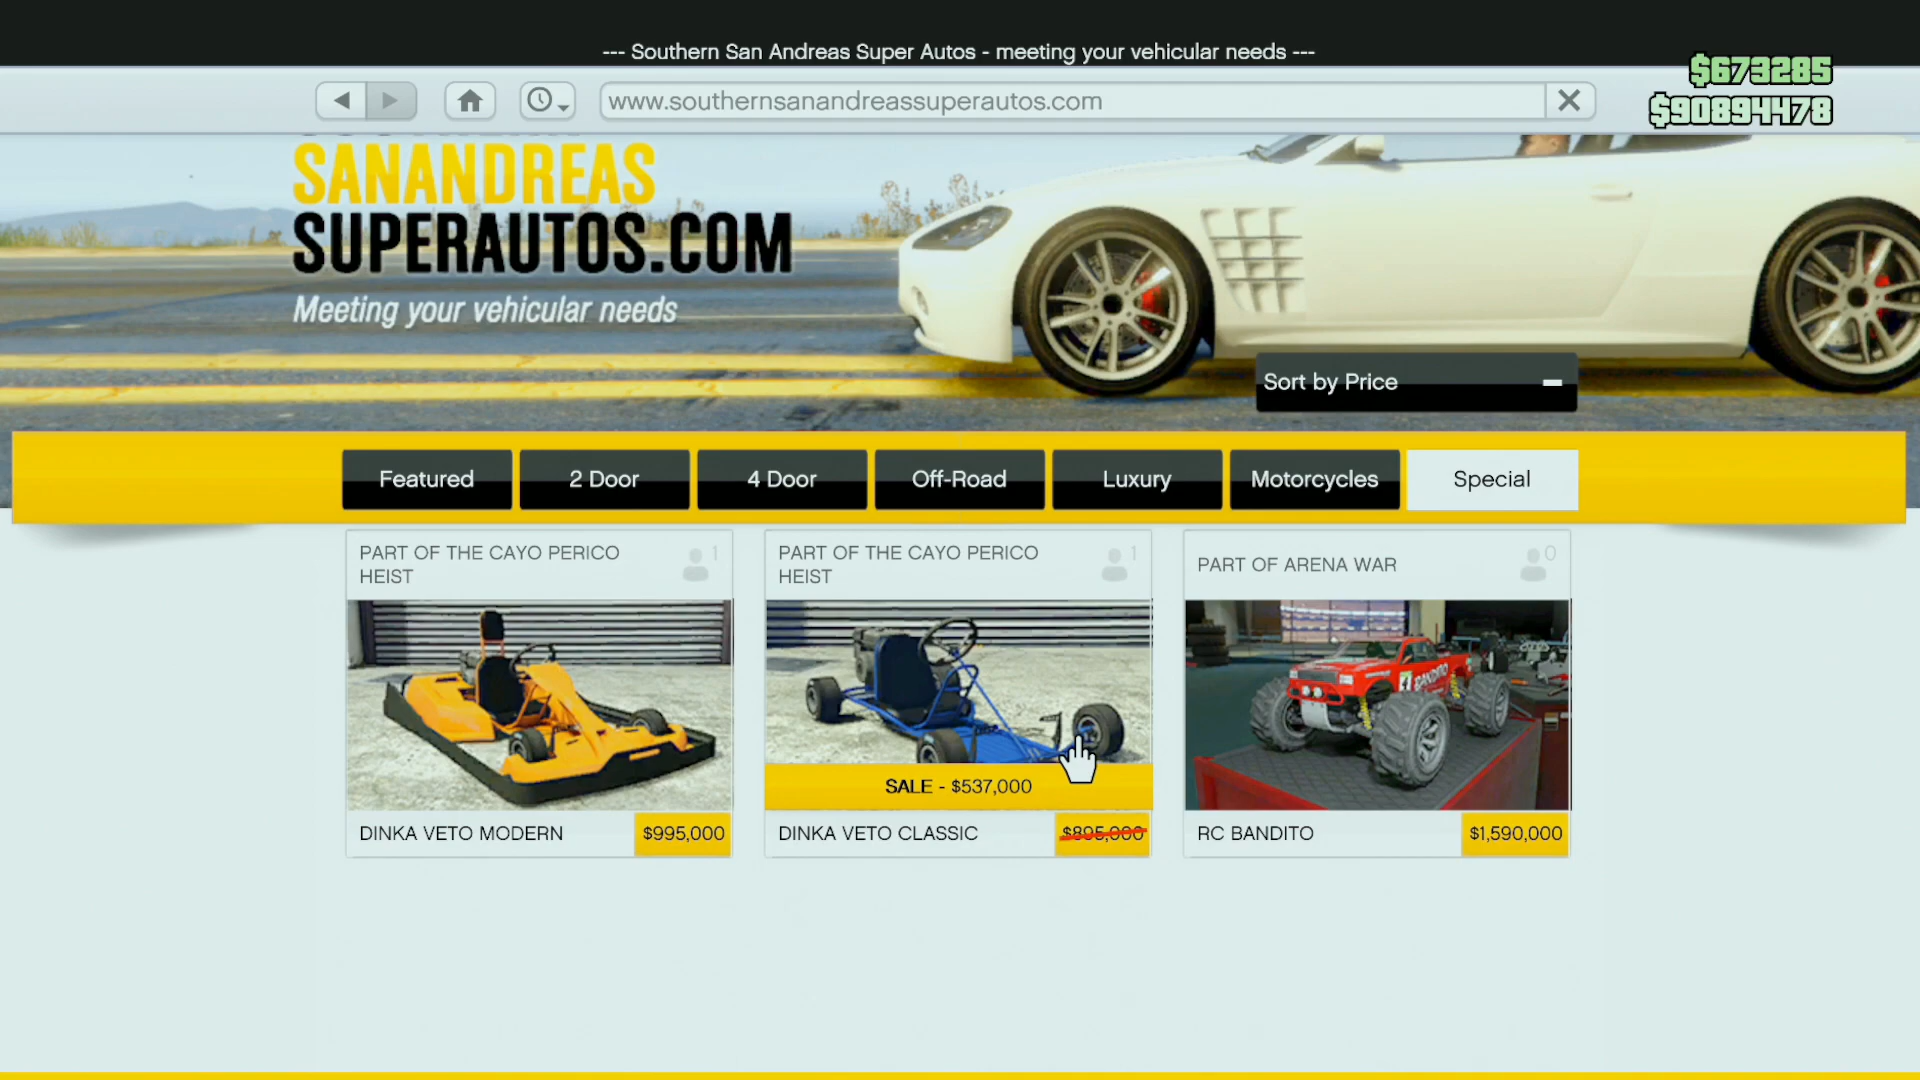 --- Southern San Andreas Super Autos - meeting your vehicular needs ---
$673285
www.southernsanandreassuperautos.com
$90894478
SANANDREAS
SUPERAUTOS.COM
Meeting your vehicular needs
Sort by Price
Featured
2 Door
4 Door
Off-Road
Luxury
Motorcycles
Special
PART OF THE CAYO PERICO
HEIST
1
DINKA VETO MODERN
$995,000
PART OF THE CAYO PERICO
HEIST
1
SALE - $537,000
DINKA VETO CLASSIC
$895,000
PART OF ARENA WAR
0
BANDITO
RC BANDITO
$1,590,000